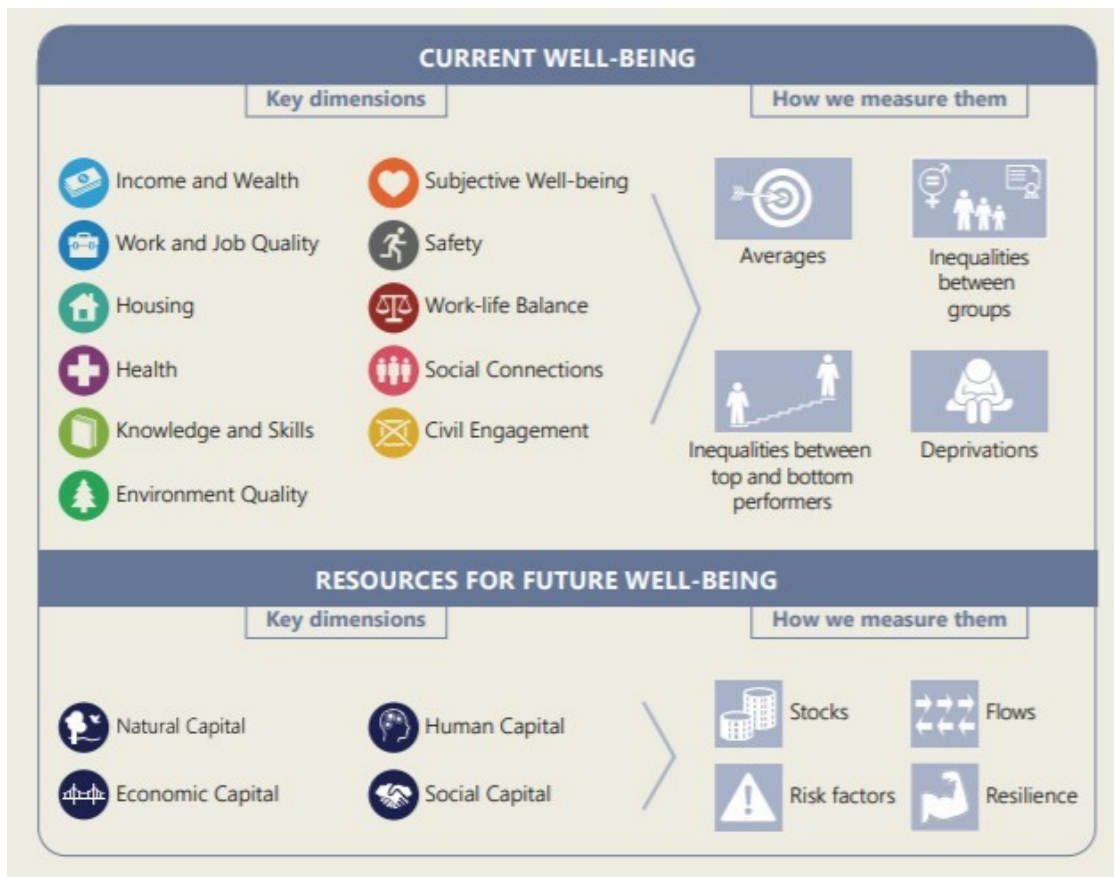 CURRENT WELL-BEING
Key dimensions
How we measure them
Income and Wealth
Work and Job Quality
Housing
Health
Knowledge and Skills
Environment Quality
Subjective Well-being
Safety
Work-life Balance
Social Connections
Civil Engagement
Averages
Inequalities
between
groups
Inequalities between
top and bottom
performers
Deprivations
RESOURCES FOR FUTURE WELL-BEING
Key dimensions
How we measure them
Natural Capital
Economic Capital
Human Capital
Social Capital
Stocks
Flows
Risk factors
Resilience